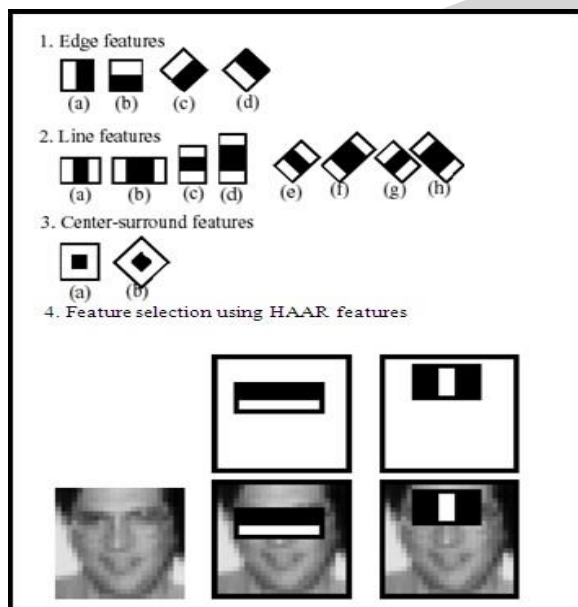 1. Edge features
(a) (b) (c) (d)
2. Line features
(a) (b) (c) (d) (e) (f) (g) (h)
3. Center-surround features
(a) (b)
4. Feature selection using HAAR features